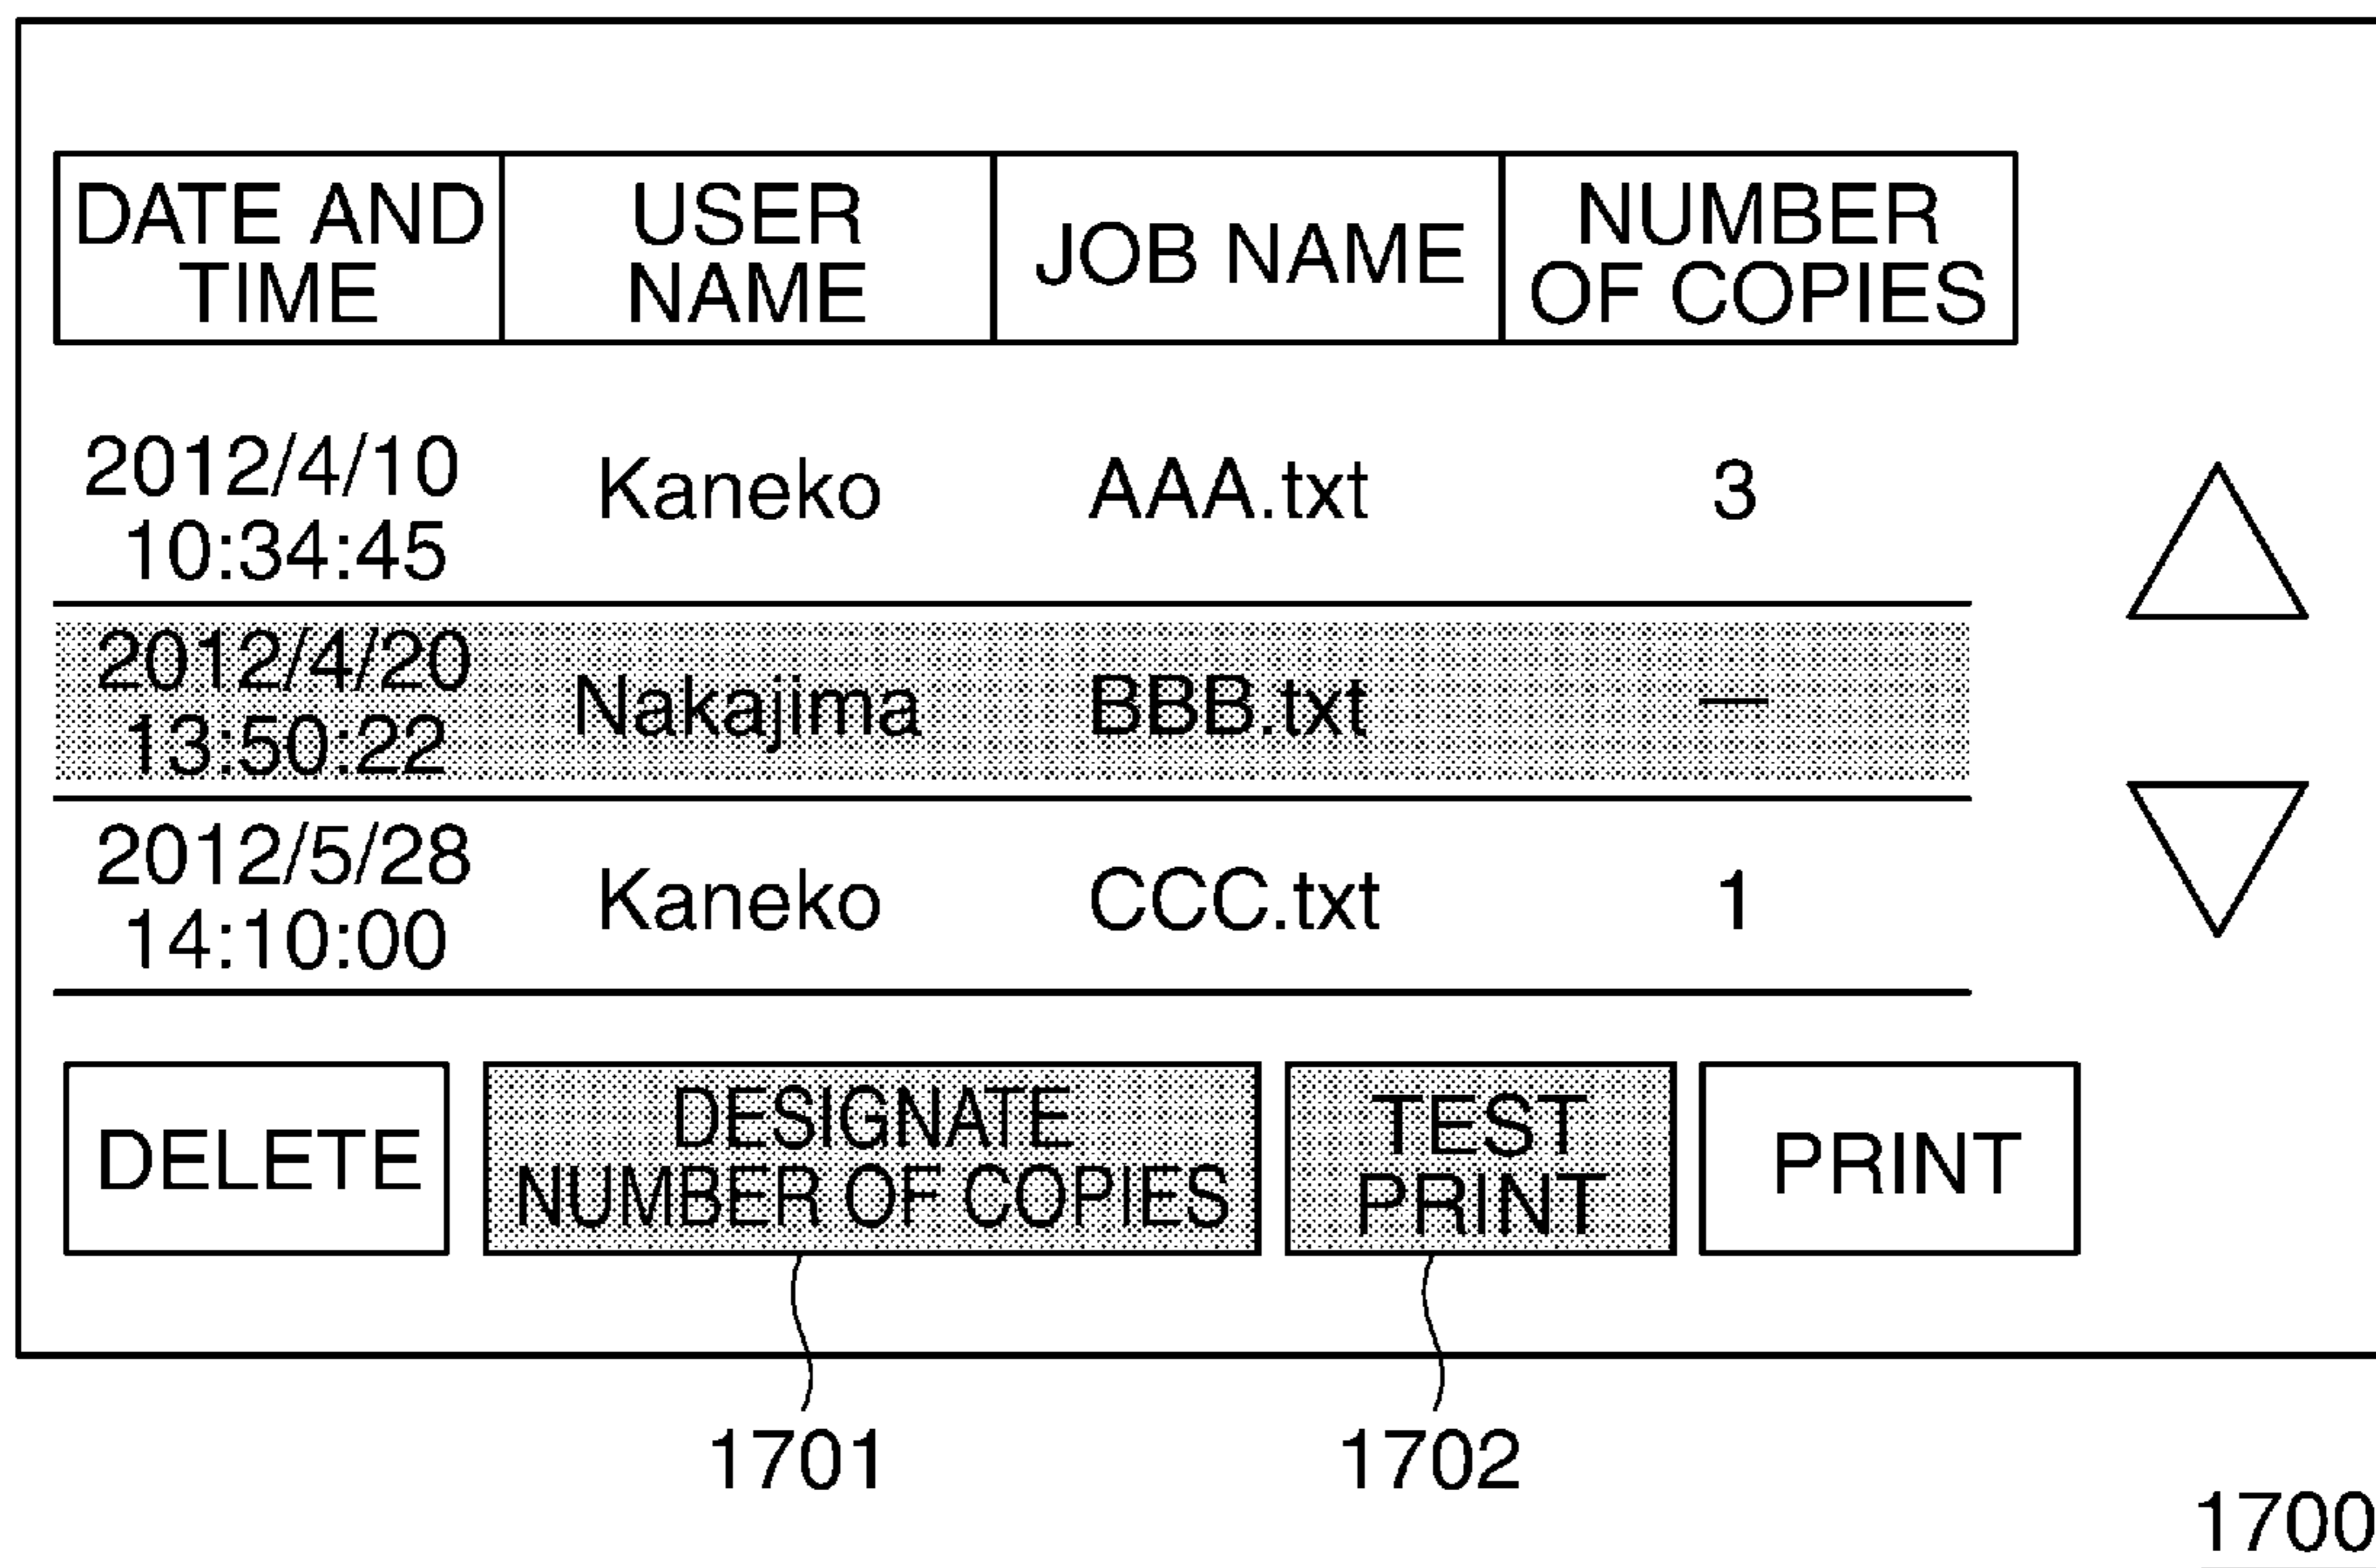 DATE AND
TIME
USER
NAME
JOB NAME
NUMBER
OF COPIES
2012/4/10
10:34:45
Kaneko
AAA.txt
3
2012/4/20
13:50:22
Nakajima
BBB.txt
—
2012/5/28
14:10:00
Kaneko
CCC.txt
1
DELETE
DESIGNATE
NUMBER OF COPIES
TEST
PRINT
PRINT
1701
1702
1700